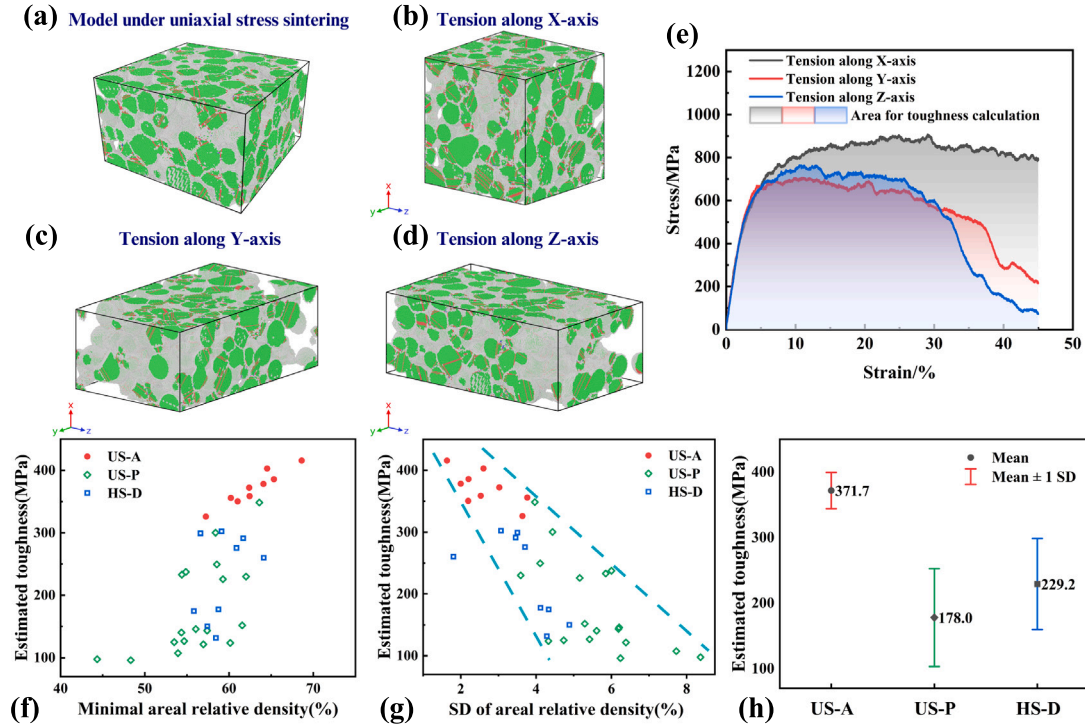 (a) Model under uniaxial stress sintering
(b) Tension along X-axis
x
y
z
(c) Tension along Y-axis
x
y
z
(d) Tension along Z-axis
x
y
z
(e)
Tension along X-axis
Tension along Y-axis
Tension along Z-axis
Area for toughness calculation
Stress/MPa
1200
1000
800
600
400
200
0
0 10 20 30 40 50
Strain/%
US-A
US-P
HS-D
Estimated toughness(MPa)
400
300
200
100
40 50 60 70
(f) Minimal areal relative density(%)
US-A
US-P
HS-D
Estimated toughness(MPa)
400
300
200
100
2 4 6 8
(g) SD of areal relative density(%)
Mean
Mean ± 1 SD
Estimated toughness(MPa)
400
300
200
100
371.7
178.0
229.2
US-A US-P HS-D
(h)